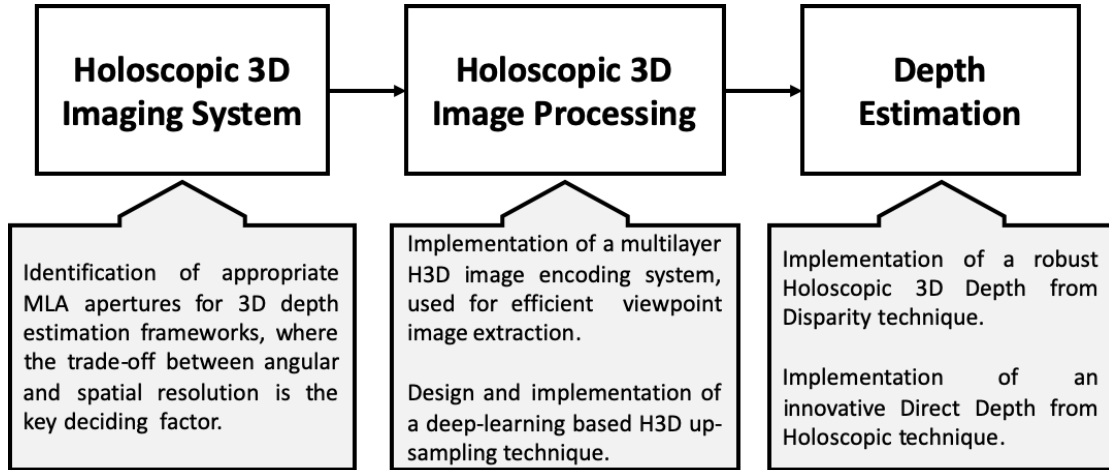 Holoscopic 3D
Imaging System
Holoscopic 3D
Image Processing
Depth
Estimation
Identification of appropriate
MLA apertures for 3D depth
estimation frameworks, where
the trade-off between angular
and spatial resolution is the
key deciding factor.
Implementation of a multilayer
H3D image encoding system,
used for efficient viewpoint
image extraction.
Design and implementation of
a deep-learning based H3D up-
sampling technique.
Implementation of a robust
Holoscopic 3D Depth from
Disparity technique.
Implementation of an
innovative Direct Depth from
Holoscopic technique.